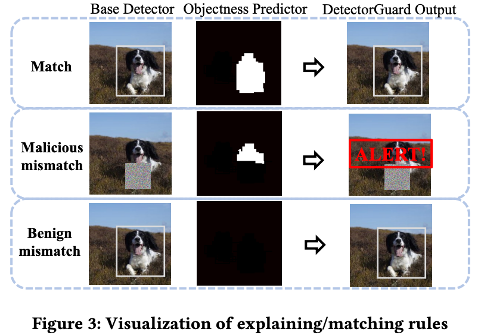 Base Detector Objectness Predictor DetectorGuard Output
Match
Malicious
mismatch
ALERT!
Benign
mismatch
Figure 3: Visualization of explaining/matching rules